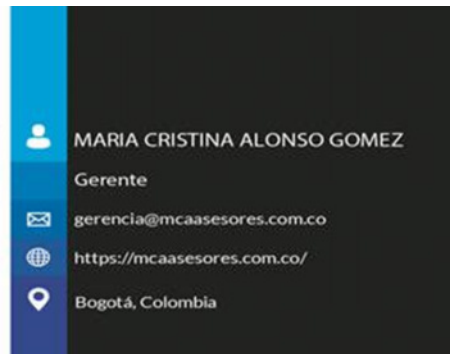 MARIA CRISTINA ALONSO GOMEZ
Gerente
gerencia@mcaasesores.com.co
https://mcaasesores.com.co/
Bogotá, Colombia